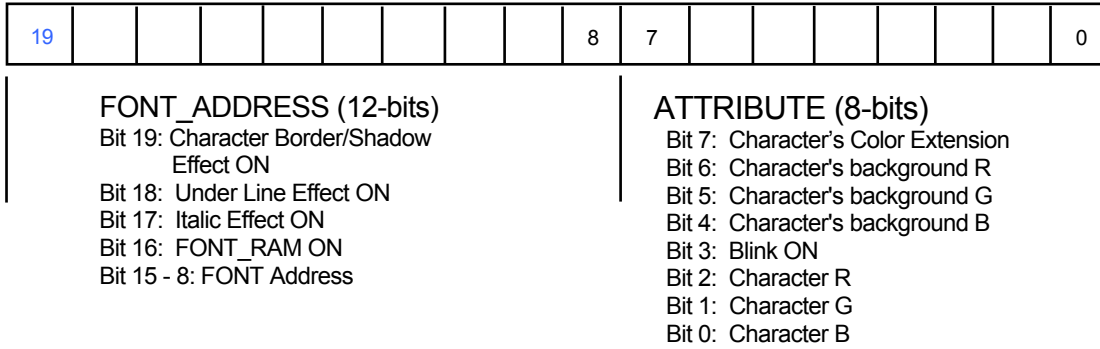 19 8 7 0
FONT_ADDRESS (12-bits)
Bit 19: Character Border/Shadow
Effect ON
Bit 18: Under Line Effect ON
Bit 17: Italic Effect ON
Bit 16: FONT_RAM ON
Bit 15 - 8: FONT Address
ATTRIBUTE (8-bits)
Bit 7: Character's Color Extension
Bit 6: Character's background R
Bit 5: Character's background G
Bit 4: Character's background B
Bit 3: Blink ON
Bit 2: Character R
Bit 1: Character G
Bit 0: Character B